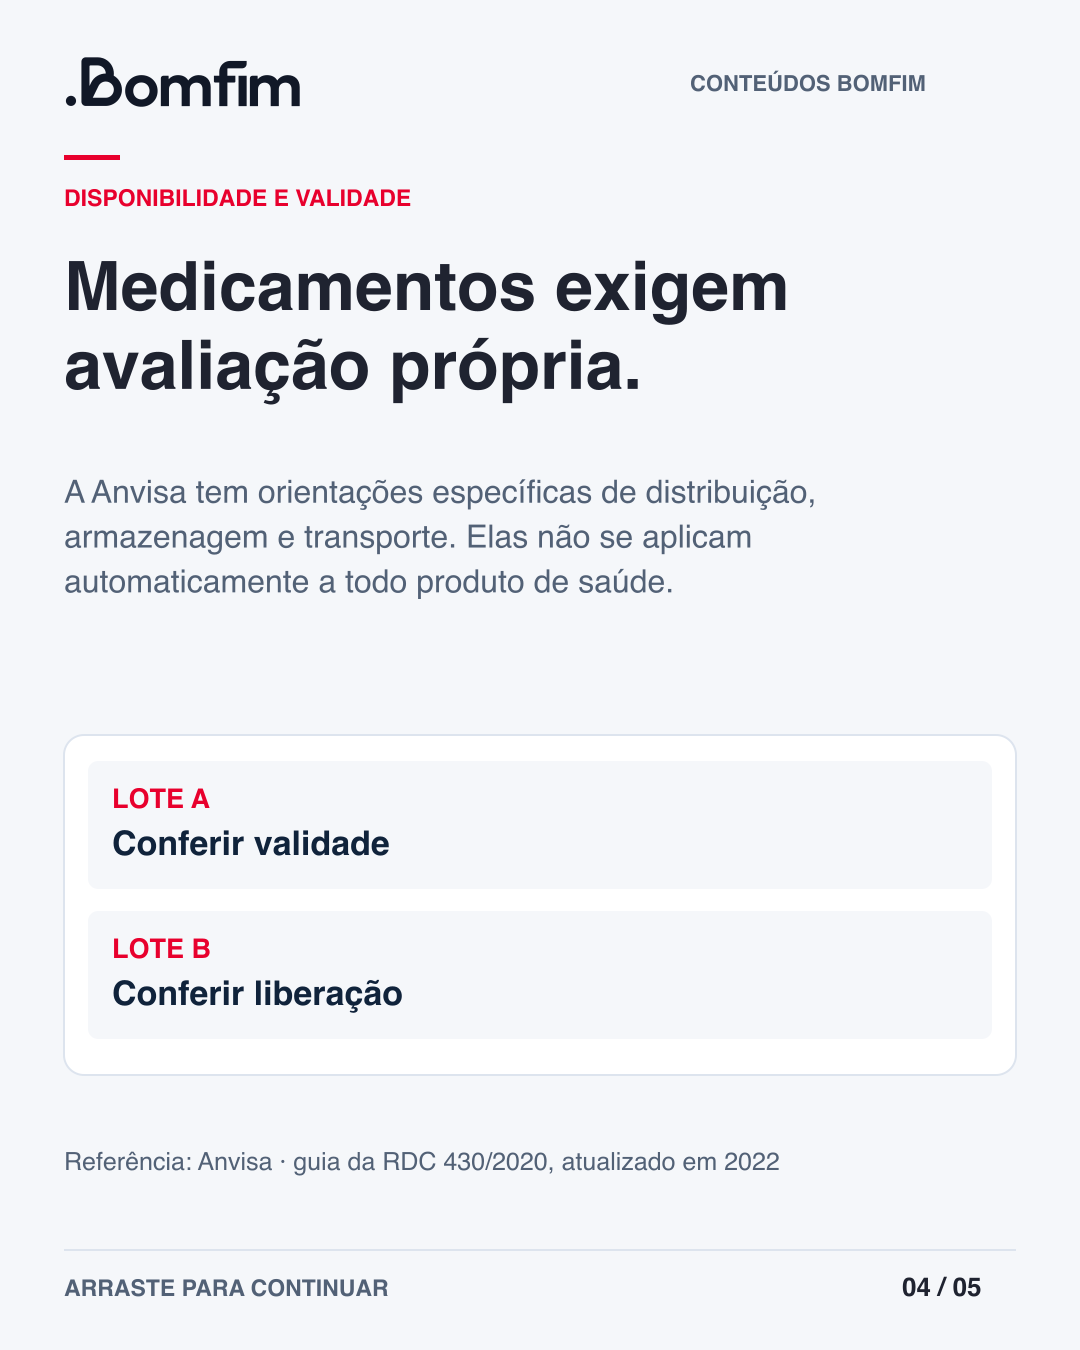 .Bomfim
CONTEÚDOS BOMFIM
DISPONIBILIDADE E VALIDADE
Medicamentos exigem
avaliação própria.
A Anvisa tem orientações específicas de distribuição,
armazenagem e transporte. Elas não se aplicam
automaticamente a todo produto de saúde.
LOTE A
Conferir validade
LOTE B
Conferir liberação
Referência: Anvisa · guia da RDC 430/2020, atualizado em 2022
ARRASTE PARA CONTINUAR
04 / 05